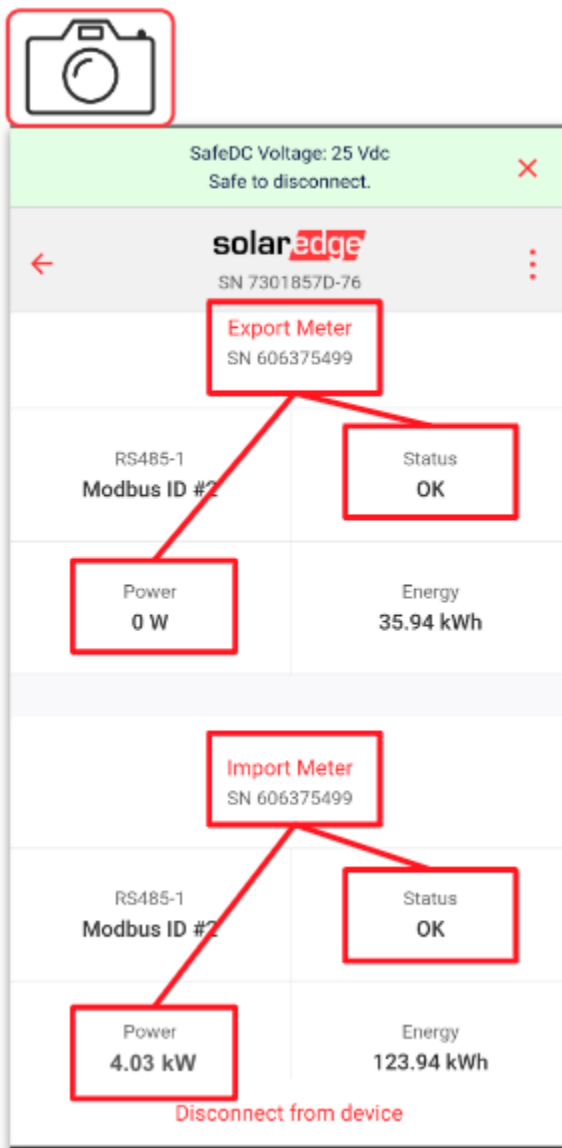 SafeDC Voltage: 25 Vdc
Safe to disconnect.
solaredge
SN 7301857D-76
Export Meter
SN 606375499
RS485-1
Modbus ID #2
Status
OK
Power
0 W
Energy
35.94 kWh
Import Meter
SN 606375499
RS485-1
Modbus ID #2
Status
OK
Power
4.03 kW
Energy
123.94 kWh
Disconnect from device